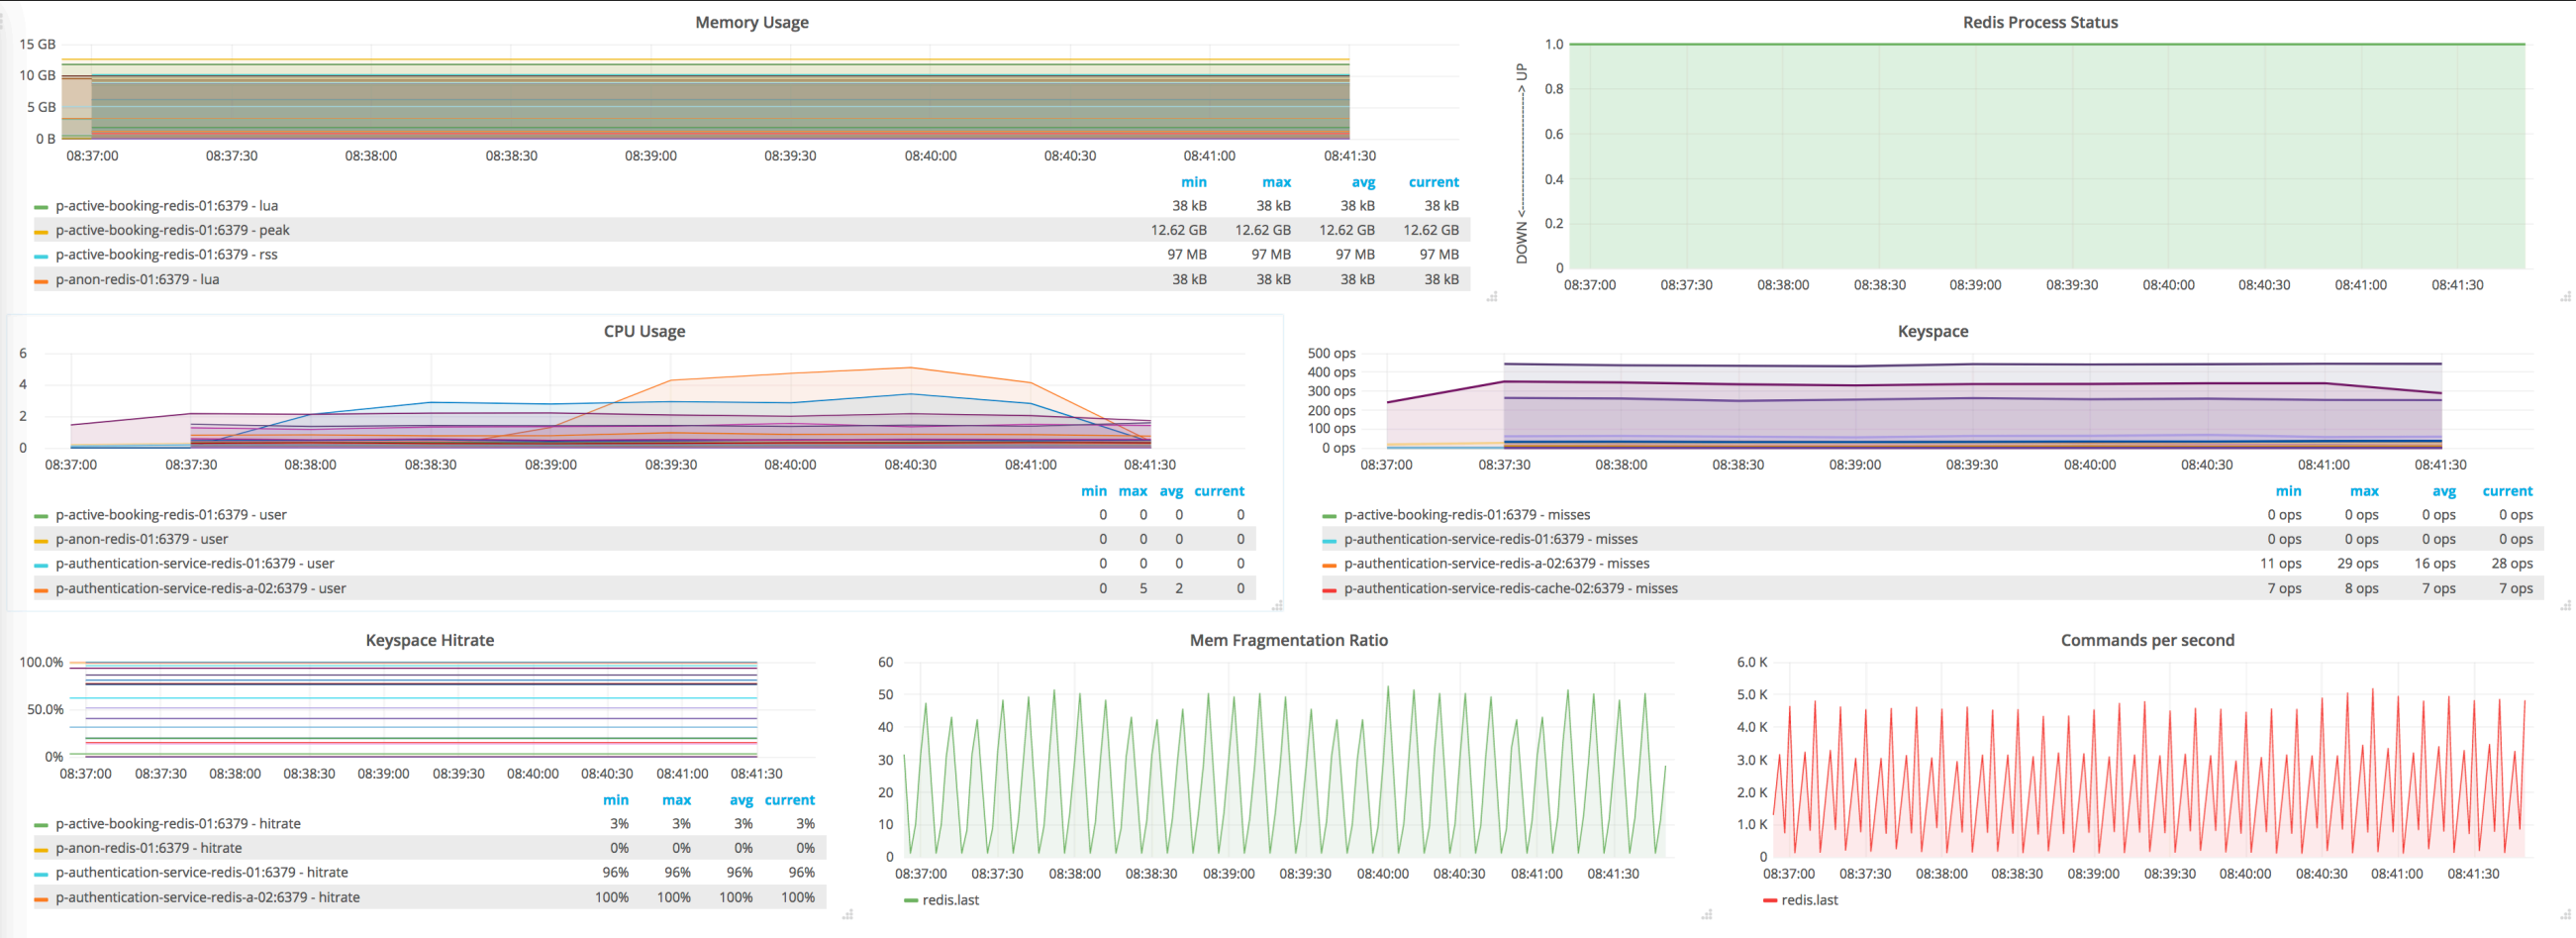 Memory Usage
15 GB
10 GB
5 GB
0 B
08:37:00 08:37:30 08:38:00 08:38:30 08:39:00 08:39:30 08:40:00 08:40:30 08:41:00 08:41:30
min max avg current
p-active-booking-redis-01:6379 - lua 38 kB 38 kB 38 kB 38 kB
p-active-booking-redis-01:6379 - peak 12.62 GB 12.62 GB 12.62 GB 12.62 GB
p-active-booking-redis-01:6379 - rss 97 MB 97 MB 97 MB 97 MB
p-anon-redis-01:6379 - lua 38 kB 38 kB 38 kB 38 kB
Redis Process Status
DOWN <--------------------> UP
1.0
0.8
0.6
0.4
0.2
0
08:37:00 08:37:30 08:38:00 08:38:30 08:39:00 08:39:30 08:40:00 08:40:30 08:41:00 08:41:30
CPU Usage
6
4
2
0
08:37:00 08:37:30 08:38:00 08:38:30 08:39:00 08:39:30 08:40:00 08:40:30 08:41:00 08:41:30
min max avg current
p-active-booking-redis-01:6379 - user 0 0 0 0
p-anon-redis-01:6379 - user 0 0 0 0
p-authentication-service-redis-01:6379 - user 0 0 0 0
p-authentication-service-redis-a-02:6379 - user 0 5 2 0
Keyspace
500 ops
400 ops
300 ops
200 ops
100 ops
0 ops
08:37:00 08:37:30 08:38:00 08:38:30 08:39:00 08:39:30 08:40:00 08:40:30 08:41:00 08:41:30
min max avg current
p-active-booking-redis-01:6379 - misses 0 ops 0 ops 0 ops 0 ops
p-authentication-service-redis-01:6379 - misses 0 ops 0 ops 0 ops 0 ops
p-authentication-service-redis-a-02:6379 - misses 11 ops 29 ops 16 ops 28 ops
p-authentication-service-redis-cache-02:6379 - misses 7 ops 8 ops 7 ops 7 ops
Keyspace Hitrate
100.0%
50.0%
0%
08:37:00 08:37:30 08:38:00 08:38:30 08:39:00 08:39:30 08:40:00 08:40:30 08:41:00 08:41:30
min max avg current
p-active-booking-redis-01:6379 - hitrate 3% 3% 3% 3%
p-anon-redis-01:6379 - hitrate 0% 0% 0% 0%
p-authentication-service-redis-01:6379 - hitrate 96% 96% 96% 96%
p-authentication-service-redis-a-02:6379 - hitrate 100% 100% 100% 100%
Mem Fragmentation Ratio
60
50
40
30
20
10
0
08:37:00 08:37:30 08:38:00 08:38:30 08:39:00 08:39:30 08:40:00 08:40:30 08:41:00 08:41:30
redis.last
Commands per second
6.0 K
5.0 K
4.0 K
3.0 K
2.0 K
1.0 K
0
08:37:00 08:37:30 08:38:00 08:38:30 08:39:00 08:39:30 08:40:00 08:40:30 08:41:00 08:41:30
redis.last